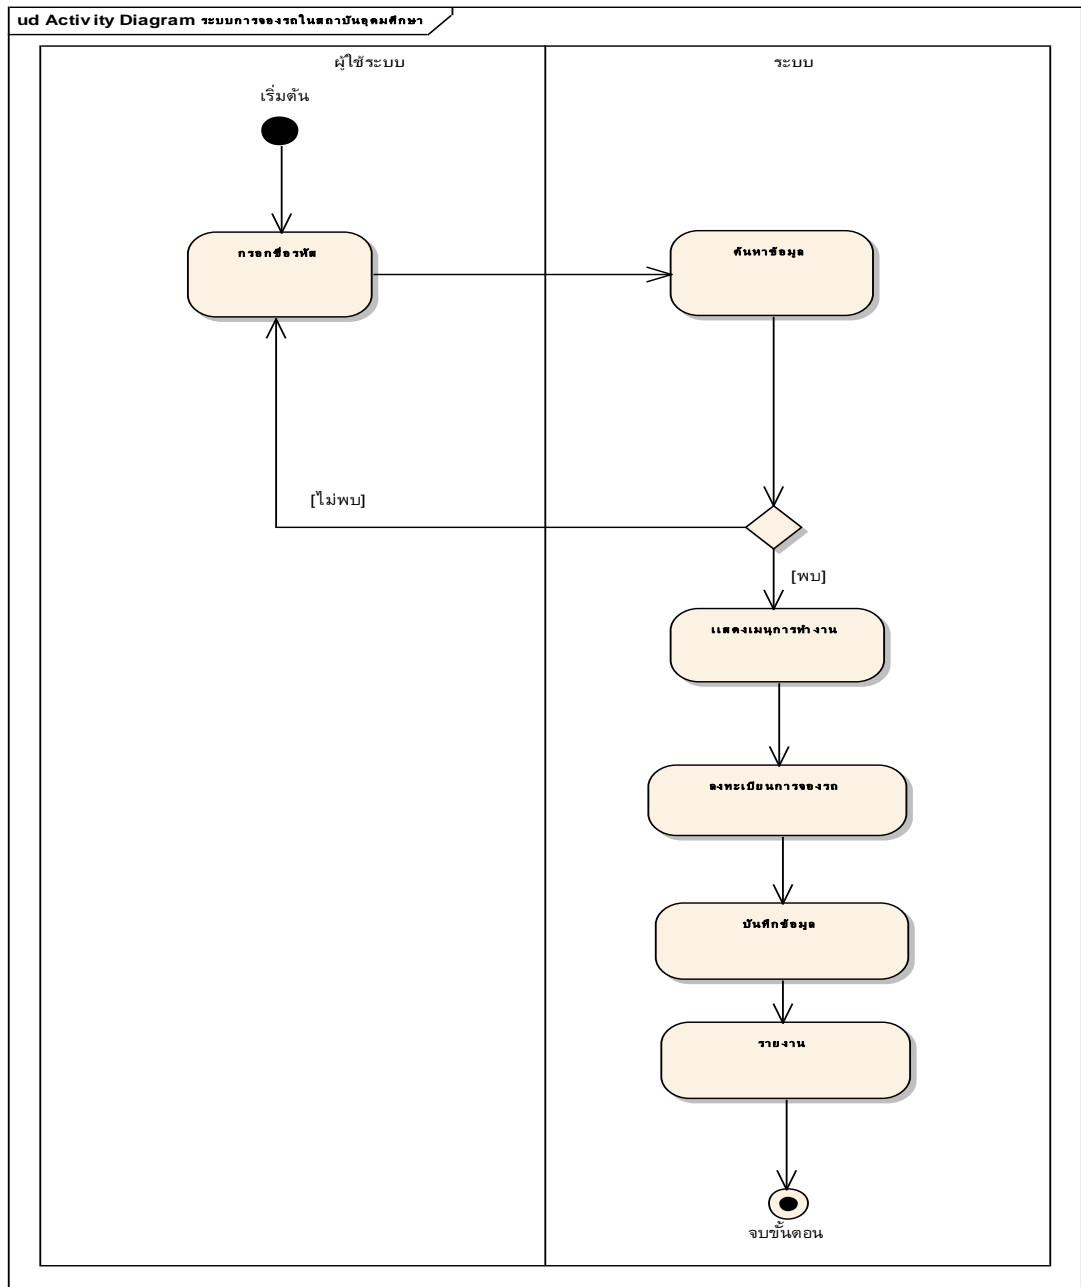 ud Activity Diagram ระบบการจองรถในสถาบันอุดมศึกษา
ผู้ใช้ระบบ
ระบบ
เริ่มต้น
กรอกชื่อรหัส
ค้นหาข้อมูล
[ไม่พบ]
[พบ]
แสดงเมนูการทำงาน
ลงทะเบียนการจองรถ
บันทึกข้อมูล
รายงาน
จบขั้นตอน